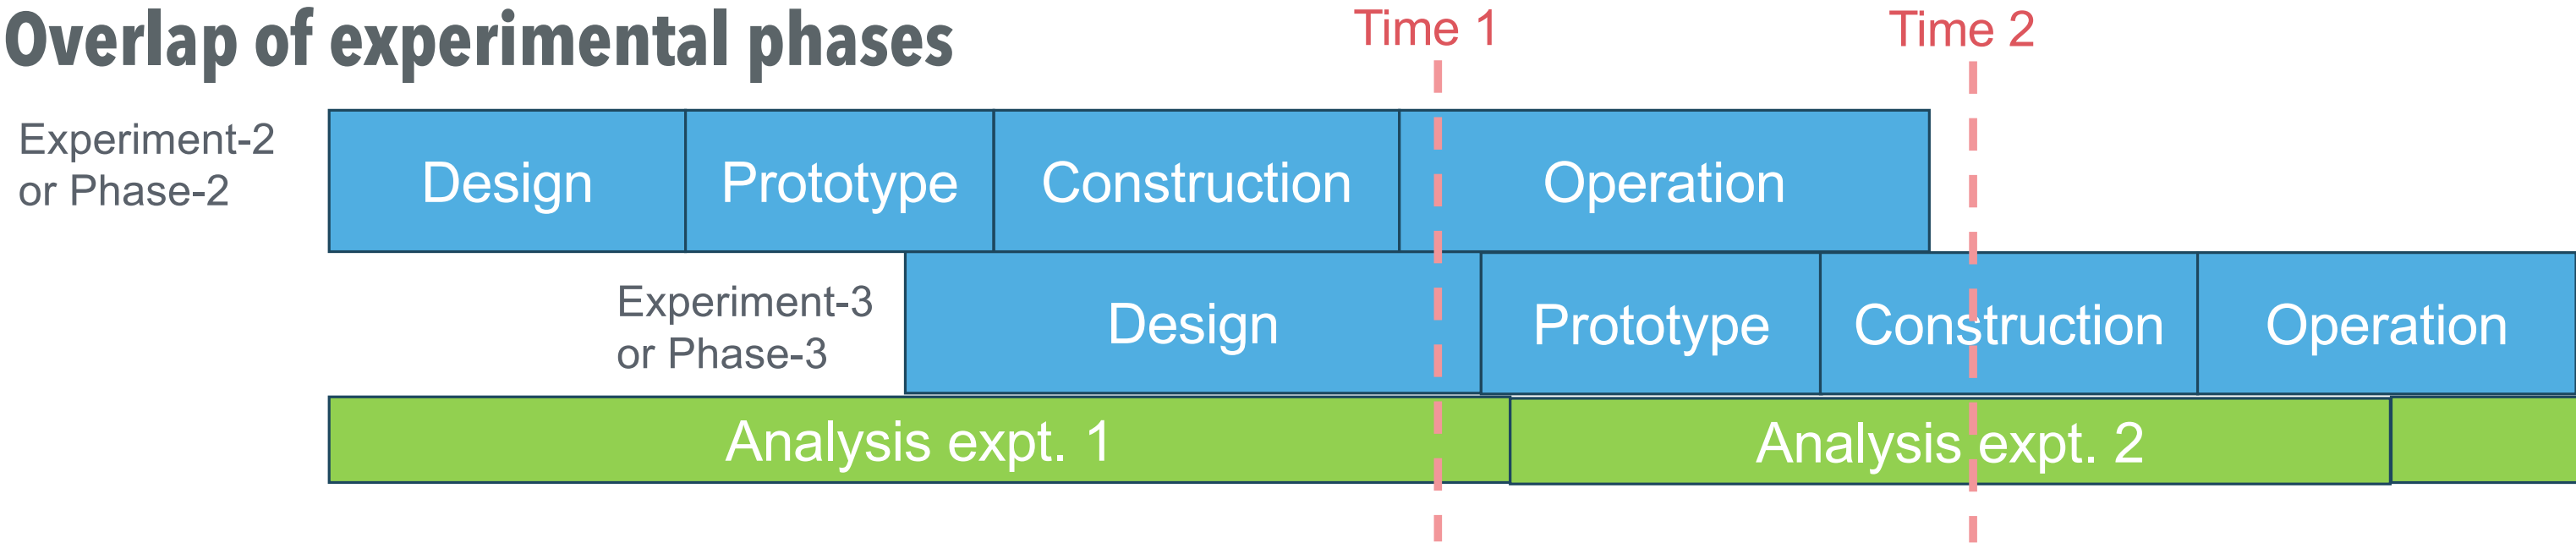 Overlap of experimental phases
Time 1
Time 2
Experiment-2
or Phase-2
Design
Prototype
Construction
Operation
Experiment-3
or Phase-3
Design
Prototype
Construction
Operation
Analysis expt. 1
Analysis expt. 2